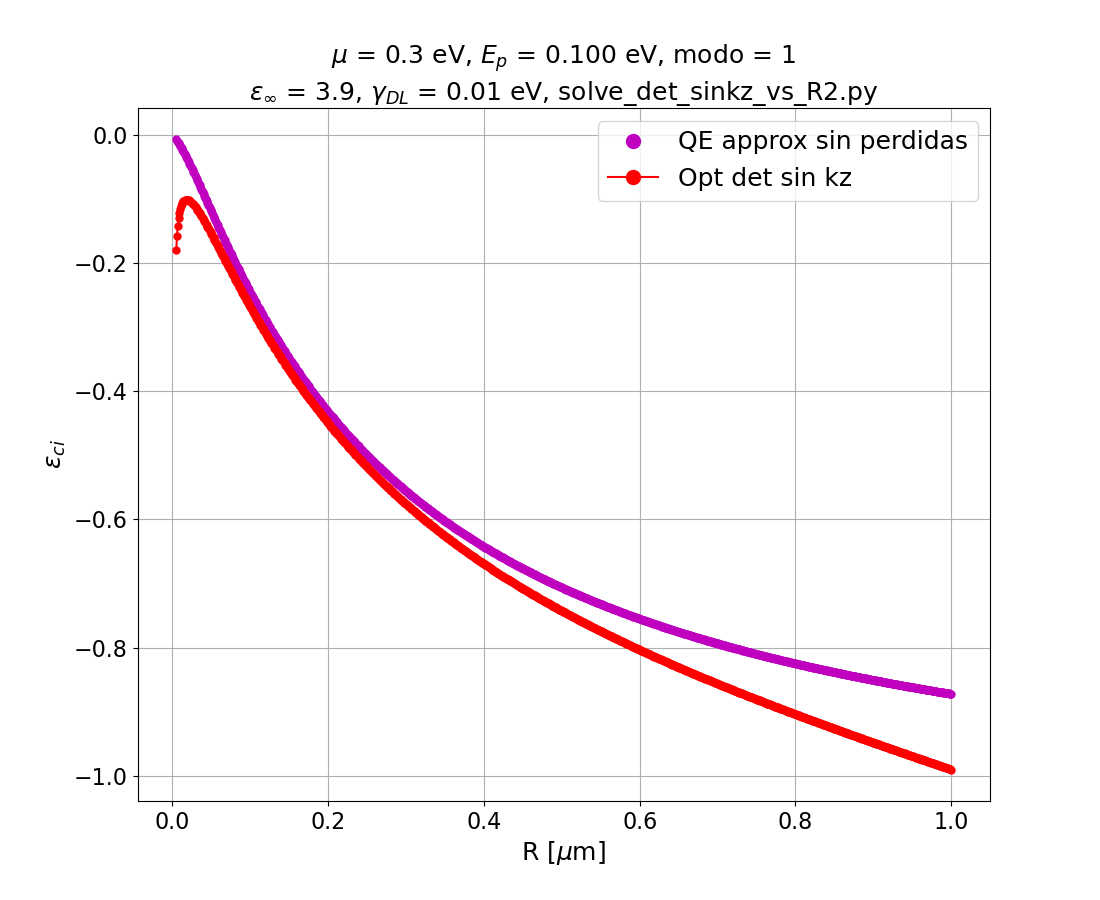 μ = 0.3 eV, E_p = 0.100 eV, modo = 1
ε_∞ = 3.9, γ_DL = 0.01 eV, solve_det_sinkz_vs_R2.py
QE approx sin perdidas
Opt det sin kz
0.0
−0.2
−0.4
−0.6
−0.8
−1.0
ε_ci
0.0 0.2 0.4 0.6 0.8 1.0
R [μm]